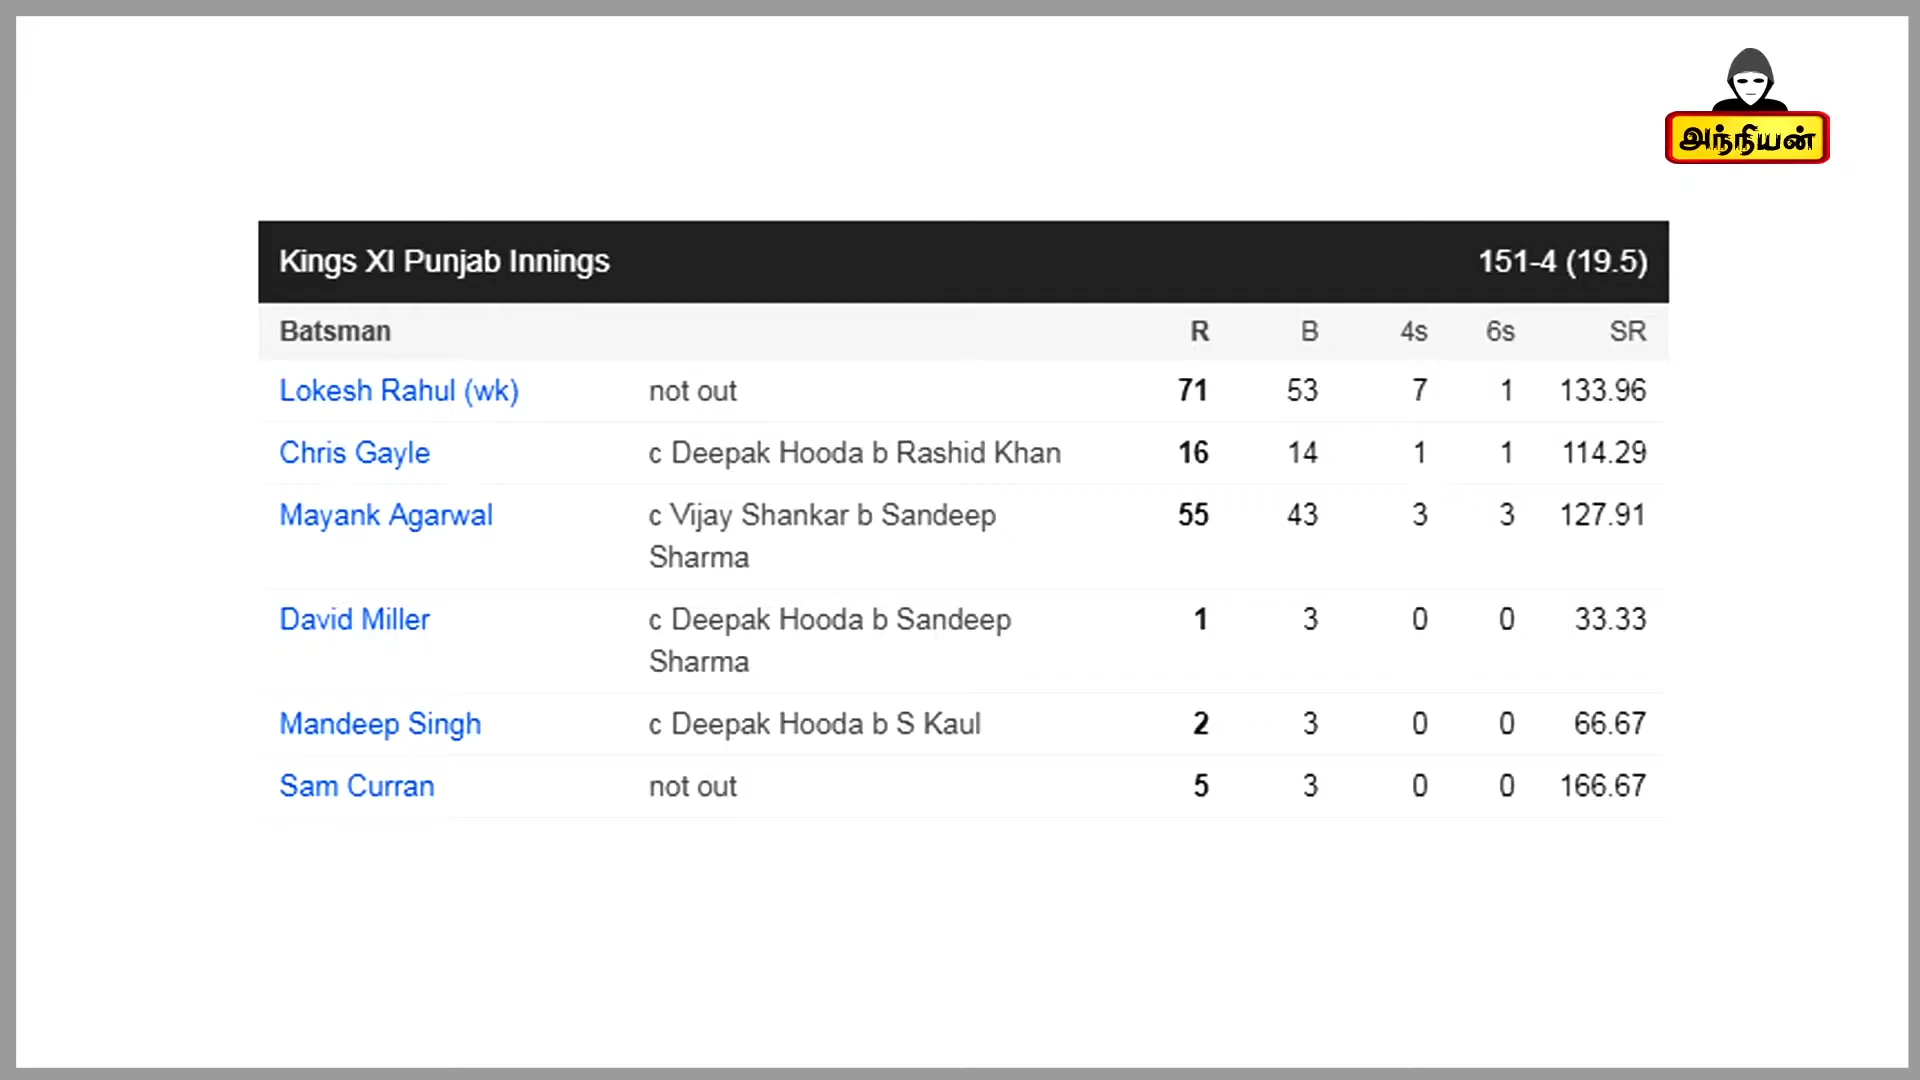 அந்நியன்
Kings XI Punjab Innings 151-4 (19.5)
Batsman R B 4s 6s SR
Lokesh Rahul (wk) not out 71 53 7 1 133.96
Chris Gayle c Deepak Hooda b Rashid Khan 16 14 1 1 114.29
Mayank Agarwal c Vijay Shankar b Sandeep 55 43 3 3 127.91
Sharma
David Miller c Deepak Hooda b Sandeep 1 3 0 0 33.33
Sharma
Mandeep Singh c Deepak Hooda b S Kaul 2 3 0 0 66.67
Sam Curran not out 5 3 0 0 166.67